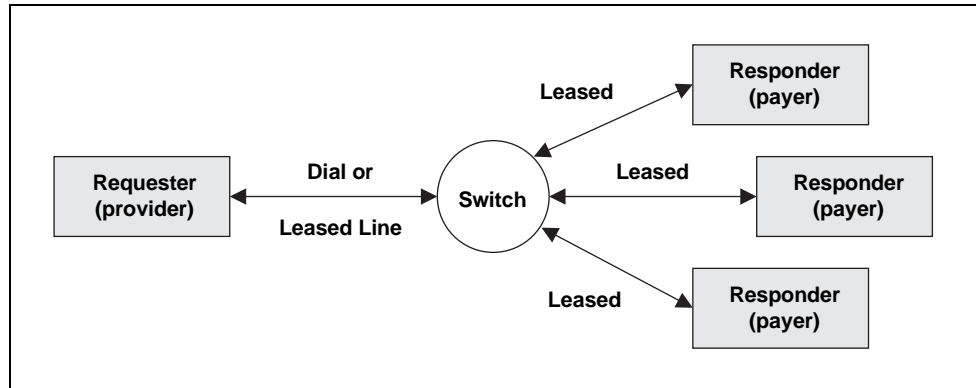 Requester
(provider)
Dial or
Leased Line
Switch
Leased
Responder
(payer)
Leased
Responder
(payer)
Leased
Responder
(payer)